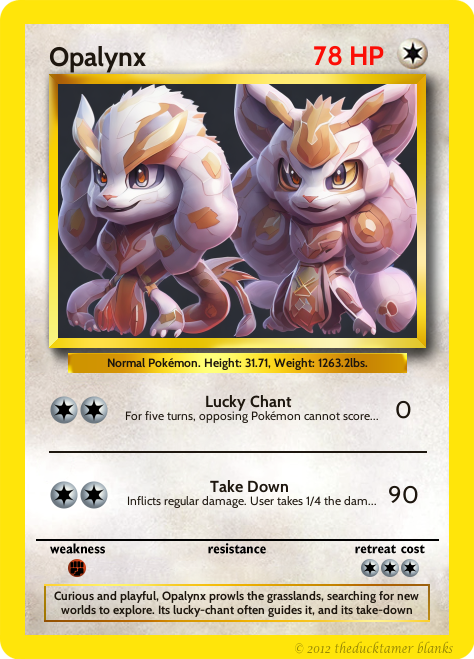 Opalynx
78 HP
Normal Pokémon. Height: 31.71, Weight: 1263.2lbs.
Lucky Chant
For five turns, opposing Pokémon cannot score...
0
Take Down
Inflicts regular damage. User takes 1/4 the dam...
90
weakness
resistance
retreat cost
Curious and playful, Opalynx prowls the grasslands, searching for new
worlds to explore. Its lucky-chant often guides it, and its take-down
© 2012 theducktamer blanks